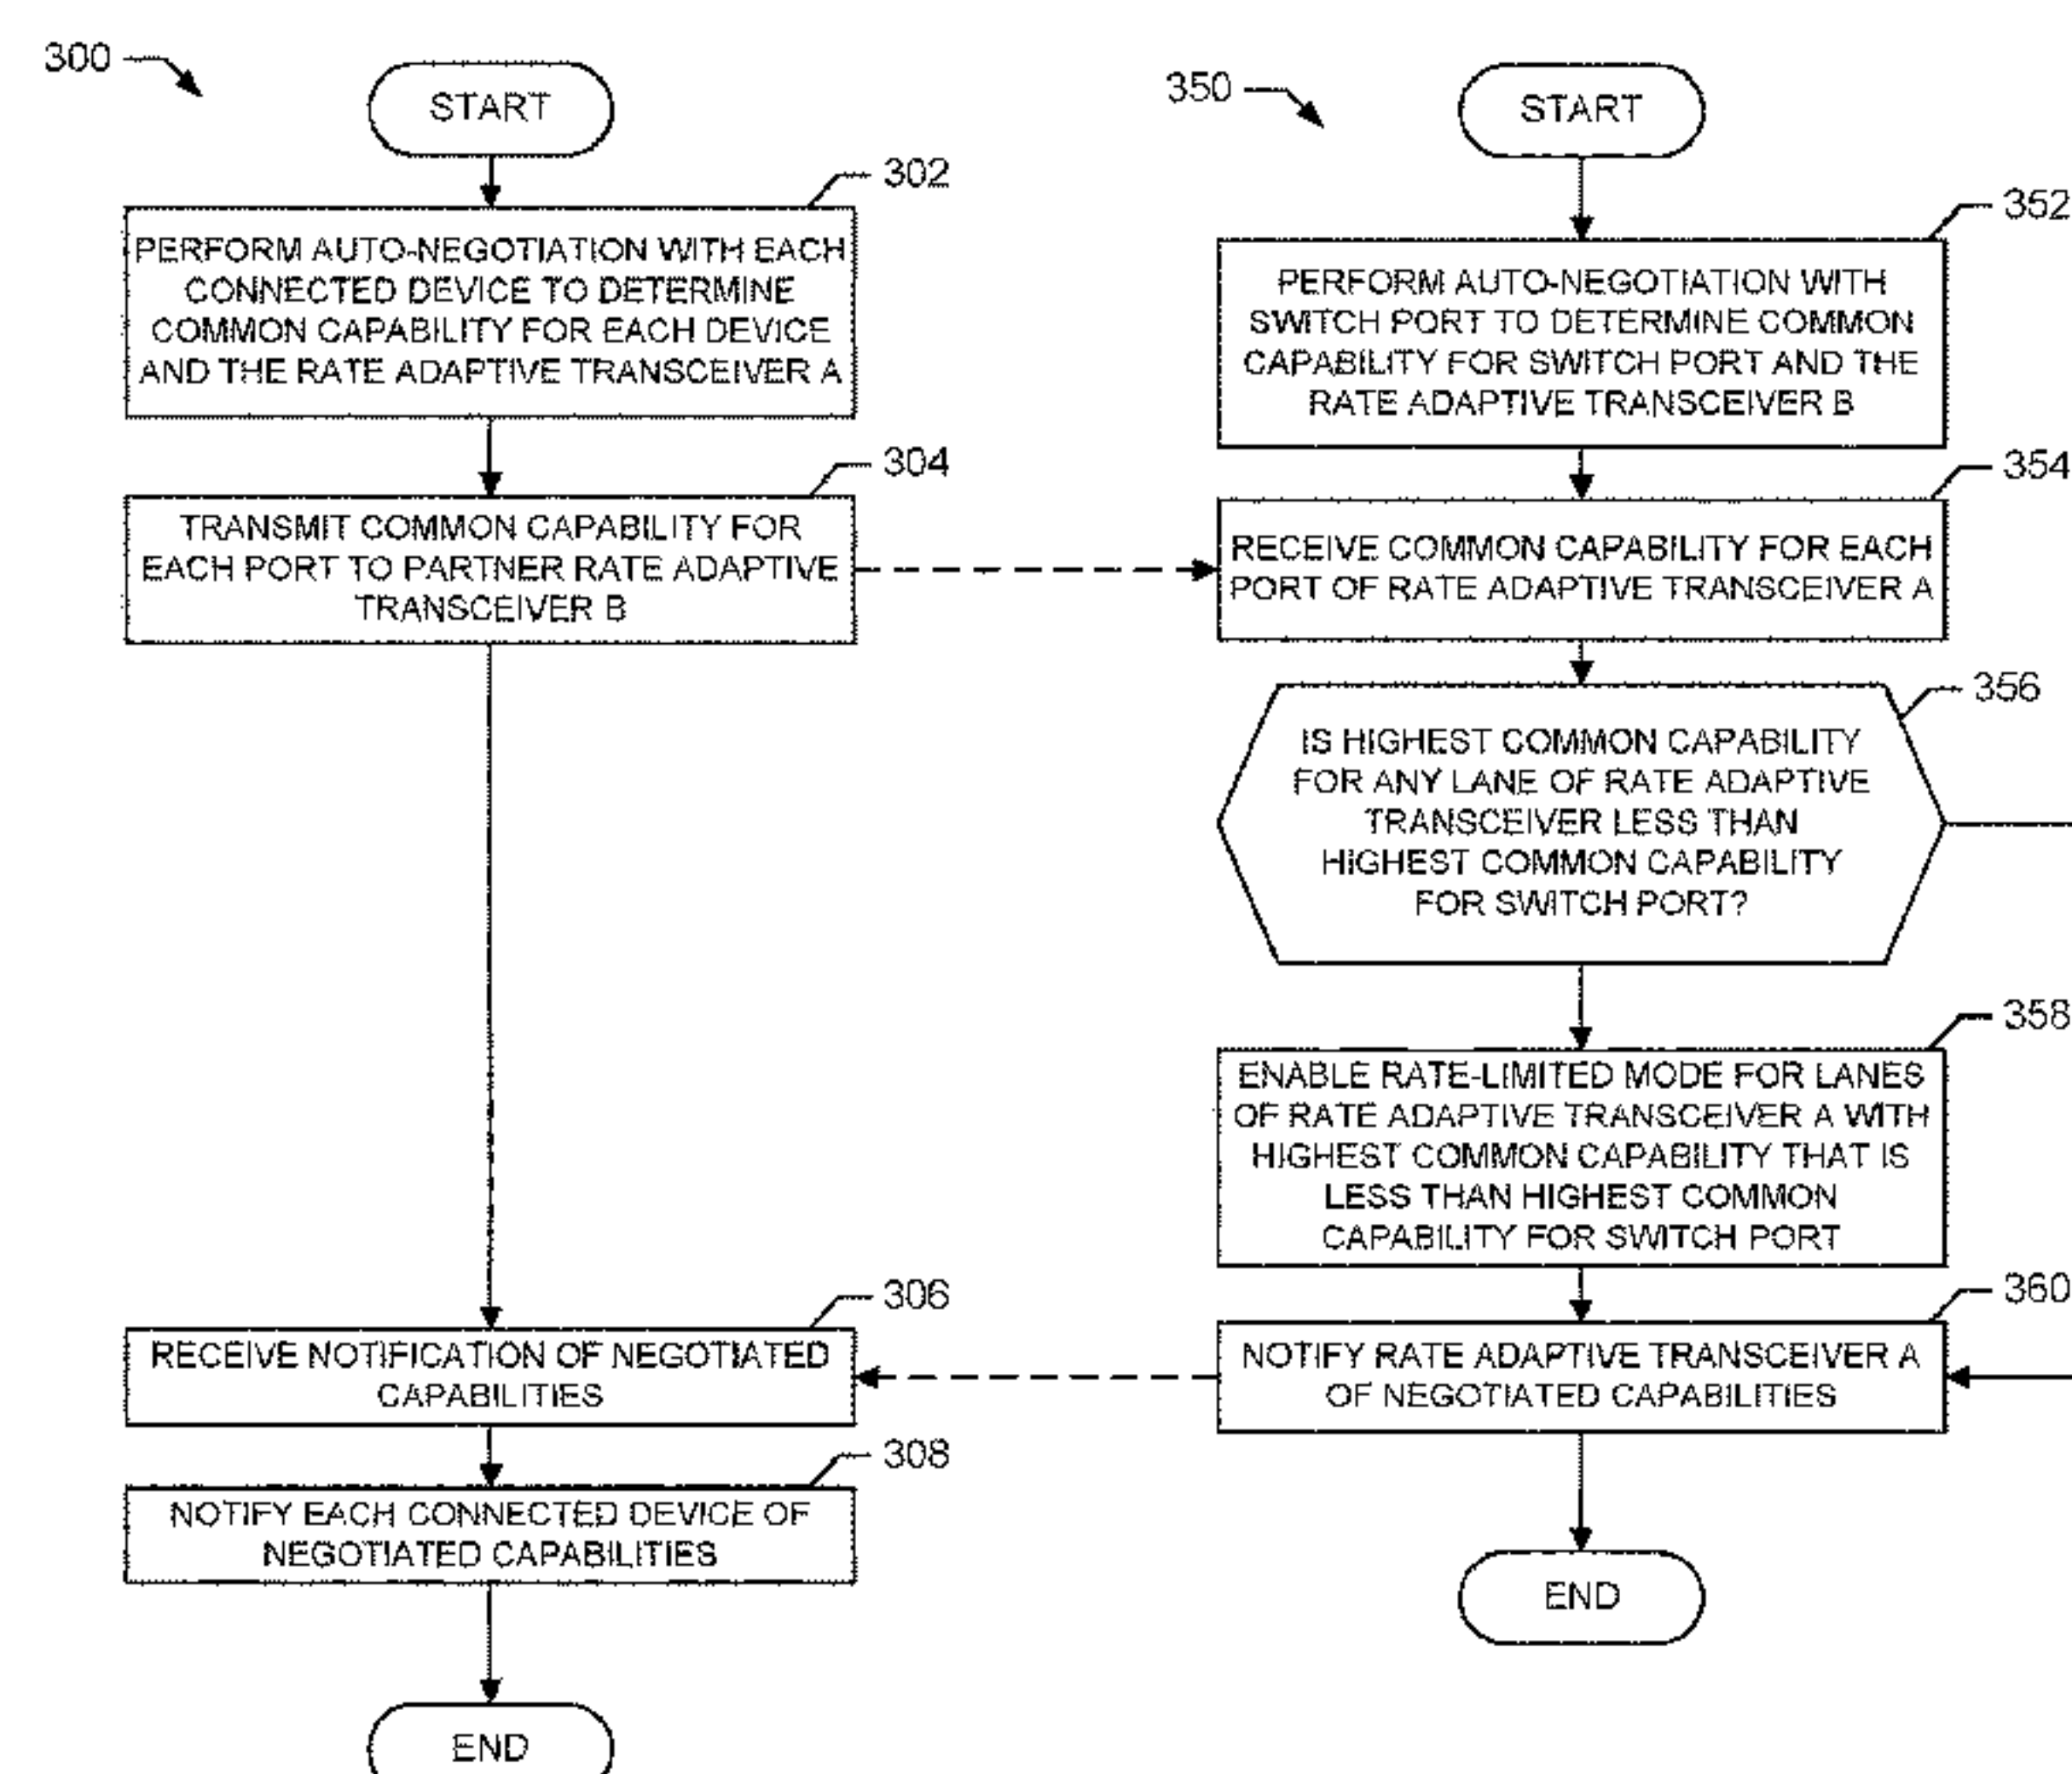 300
START
302
PERFORM AUTO-NEGOTIATION WITH EACH
CONNECTED DEVICE TO DETERMINE
COMMON CAPABILITY FOR EACH DEVICE
AND THE RATE ADAPTIVE TRANSCEIVER A
304
TRANSMIT COMMON CAPABILITY FOR
EACH PORT TO PARTNER RATE ADAPTIVE
TRANSCEIVER B
306
RECEIVE NOTIFICATION OF NEGOTIATED
CAPABILITIES
308
NOTIFY EACH CONNECTED DEVICE OF
NEGOTIATED CAPABILITIES
END
350
START
352
PERFORM AUTO-NEGOTIATION WITH
SWITCH PORT TO DETERMINE COMMON
CAPABILITY FOR SWITCH PORT AND THE
RATE ADAPTIVE TRANSCEIVER B
354
RECEIVE COMMON CAPABILITY FOR EACH
PORT OF RATE ADAPTIVE TRANSCEIVER A
356
IS HIGHEST COMMON CAPABILITY
FOR ANY LANE OF RATE ADAPTIVE
TRANSCEIVER LESS THAN
HIGHEST COMMON CAPABILITY
FOR SWITCH PORT?
358
ENABLE RATE-LIMITED MODE FOR LANES
OF RATE ADAPTIVE TRANSCEIVER A WITH
HIGHEST COMMON CAPABILITY THAT IS
LESS THAN HIGHEST COMMON
CAPABILITY FOR SWITCH PORT
360
NOTIFY RATE ADAPTIVE TRANSCEIVER A
OF NEGOTIATED CAPABILITIES
END